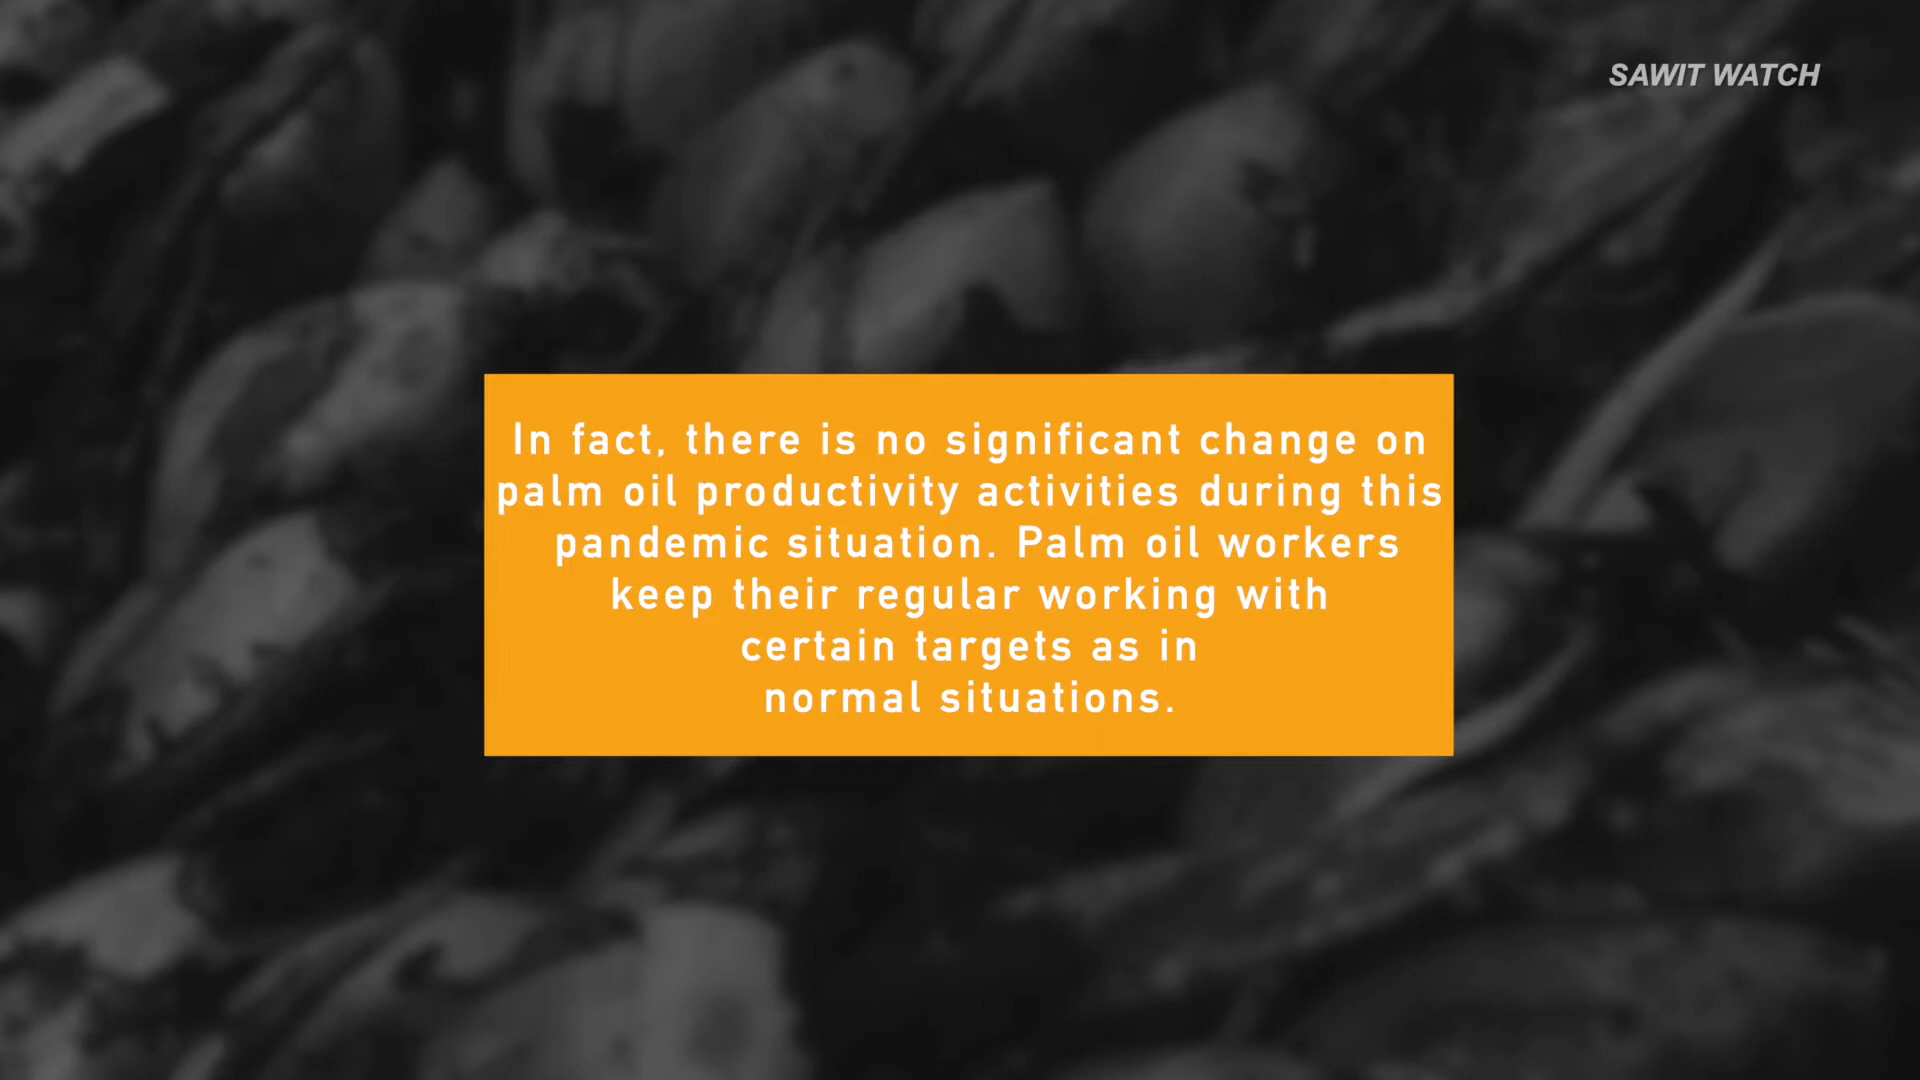 SAWIT WATCH
In fact, there is no significant change on
palm oil productivity activities during this
pandemic situation. Palm oil workers
keep their regular working with
certain targets as in
normal situations.